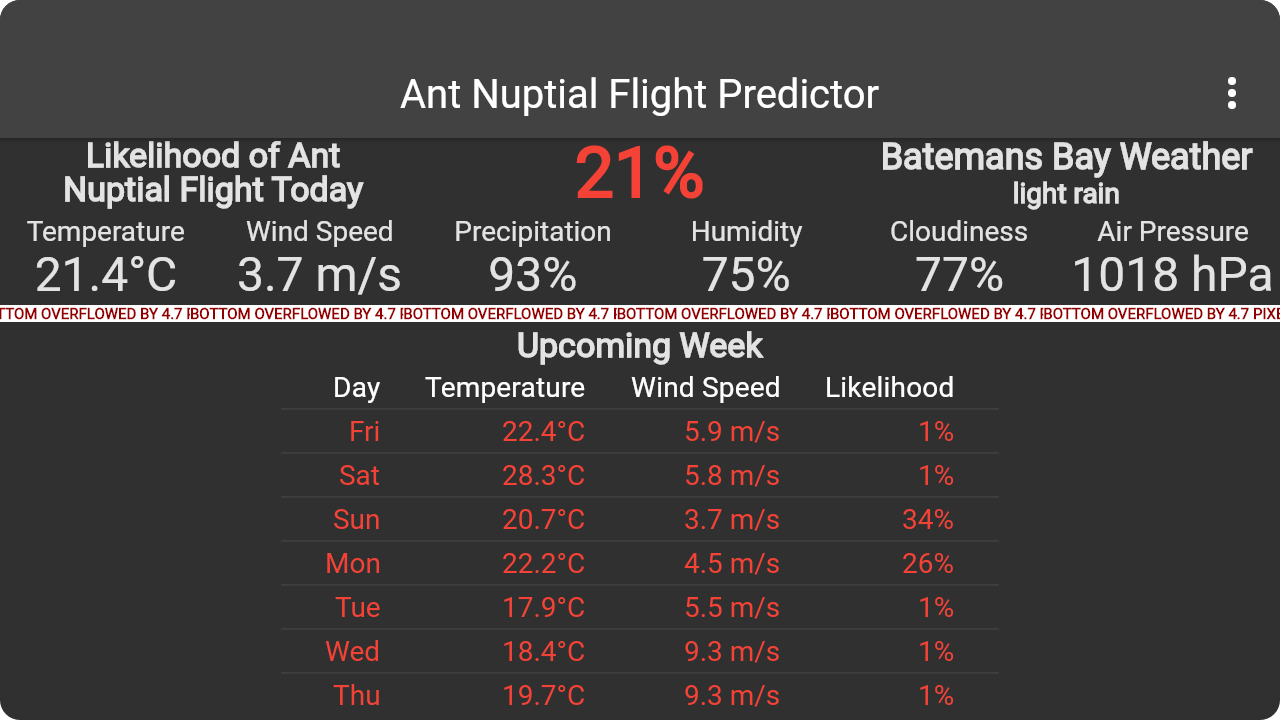 Ant Nuptial Flight Predictor
Likelihood of Ant
Nuptial Flight Today
21%
Batemans Bay Weather
light rain
Temperature Wind Speed Precipitation Humidity Cloudiness Air Pressure
21.4°C 3.7 m/s 93% 75% 77% 1018 hPa
TTOM OVERFLOWED BY 4.7 BOTTOM OVERFLOWED BY 4.7 BOTTOM OVERFLOWED BY 4.7 BOTTOM OVERFLOWED BY 4.7 BOTTOM OVERFLOWED BY 4.7 BOTTOM OVERFLOWED BY 4.7 PIXE
Upcoming Week
Day Temperature Wind Speed Likelihood
Fri 22.4°C 5.9 m/s 1%
Sat 28.3°C 5.8 m/s 1%
Sun 20.7°C 3.7 m/s 34%
Mon 22.2°C 4.5 m/s 26%
Tue 17.9°C 5.5 m/s 1%
Wed 18.4°C 9.3 m/s 1%
Thu 19.7°C 9.3 m/s 1%